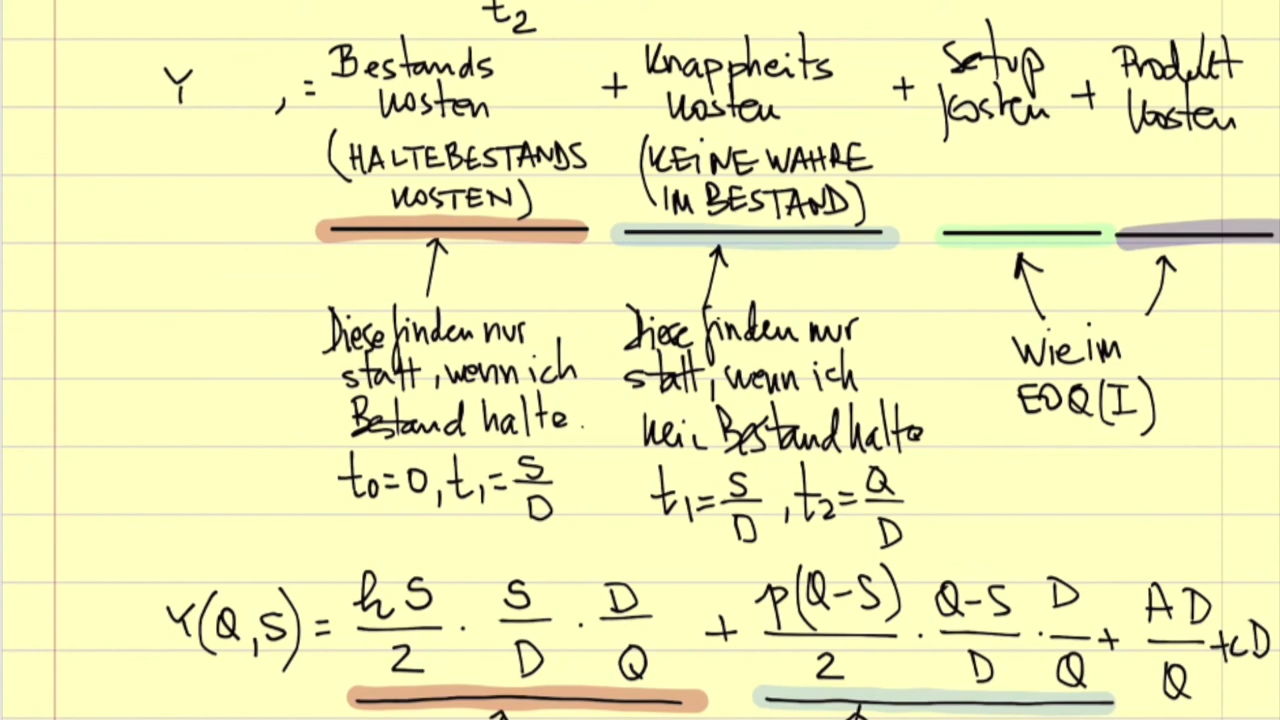 t₂
Y , = Bestands kosten + Knappheits kosten + Setup kosten + Produkt kosten
(HALTEBESTANDS KOSTEN) (KEINE WAHRE IM BESTAND)
Diese finden nur statt, wenn ich Bestand halte.
t₀=0, t₁= S/D
Diese finden nur statt, wenn ich kein Bestand halte
t₁= S/D , t₂= Q/D
Wie im
EOQ(I)
Y(Q,S) = hS/2 · S/D · D/Q + p(Q-S)/2 · Q-S/D · D/Q + AD/Q + cD